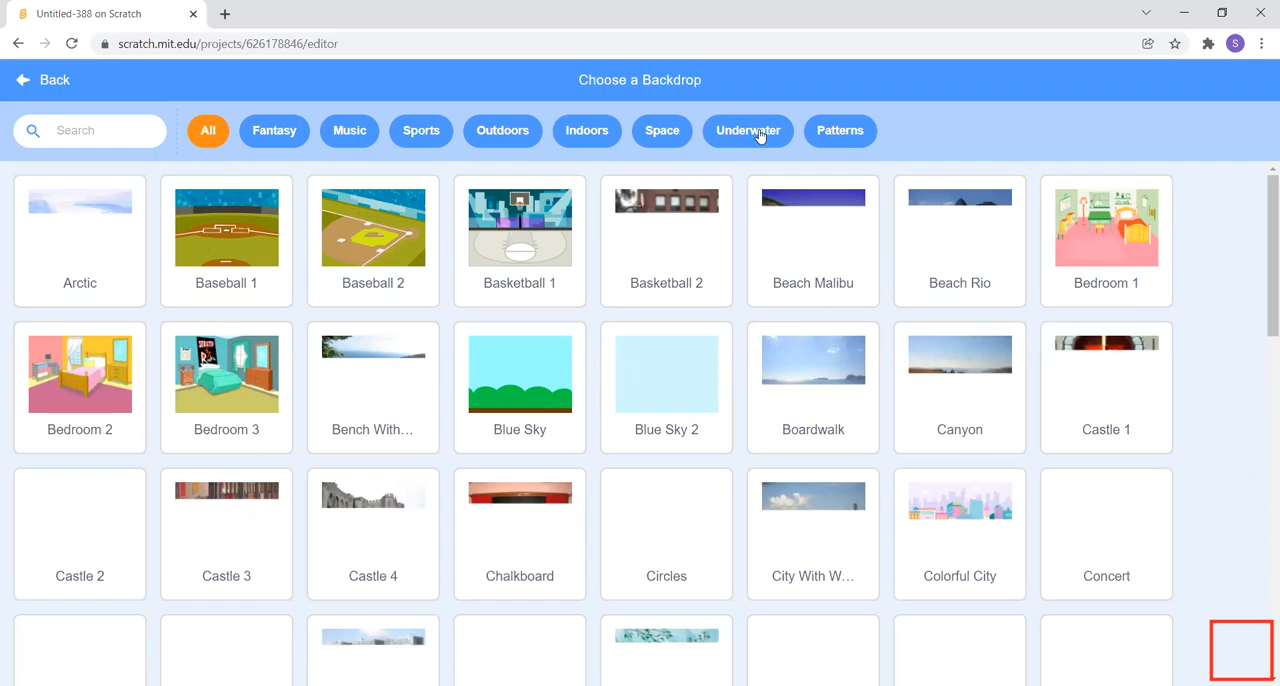 Untitled-388 on Scratch
scratch.mit.edu/projects/626178846/editor
S
Back
Choose a Backdrop
Search
All
Fantasy
Music
Sports
Outdoors
Indoors
Space
Underwater
Patterns
Arctic
Baseball 1
Baseball 2
Basketball 1
Basketball 2
Beach Malibu
Beach Rio
Bedroom 1
Bedroom 2
Bedroom 3
Bench With...
Blue Sky
Blue Sky 2
Boardwalk
Canyon
Castle 1
Castle 2
Castle 3
Castle 4
Chalkboard
Circles
City With W...
Colorful City
Concert